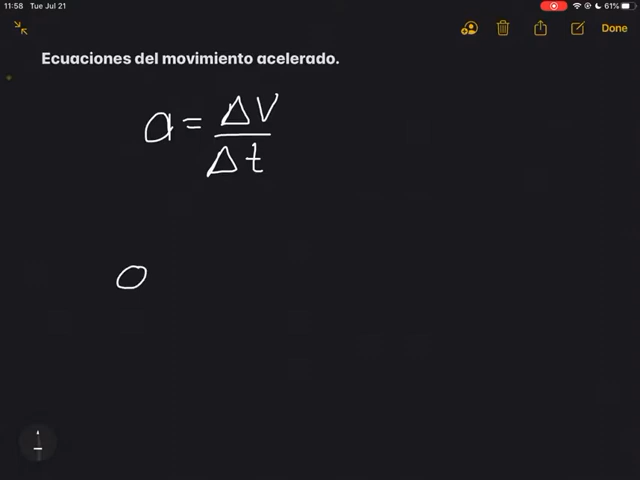 11:58 Tue Jul 21 61%
Done
Ecuaciones del movimiento acelerado.
a = ΔV
Δt